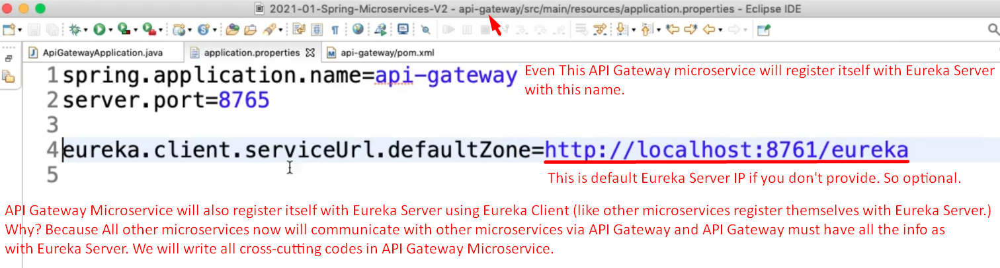 2021-01-Spring-Microservices-V2 - api-gateway/src/main/resources/application.properties - Eclipse IDE
ApiGatewayApplication.java application.properties api-gateway/pom.xml
1 spring.application.name=api-gateway
Even This API Gateway microservice will register itself with Eureka Server
with this name.
2 server.port=8765
3
4 eureka.client.serviceUrl.defaultZone=http://localhost:8761/eureka
5
This is default Eureka Server IP if you don't provide. So optional.
API Gateway Microservice will also register itself with Eureka Server using Eureka Client (like other microservices register themselves with Eureka Server.)
Why? Because All other microservices now will communicate with other microservices via API Gateway and API Gateway must have all the info as
with Eureka Server. We will write all cross-cutting codes in API Gateway Microservice.